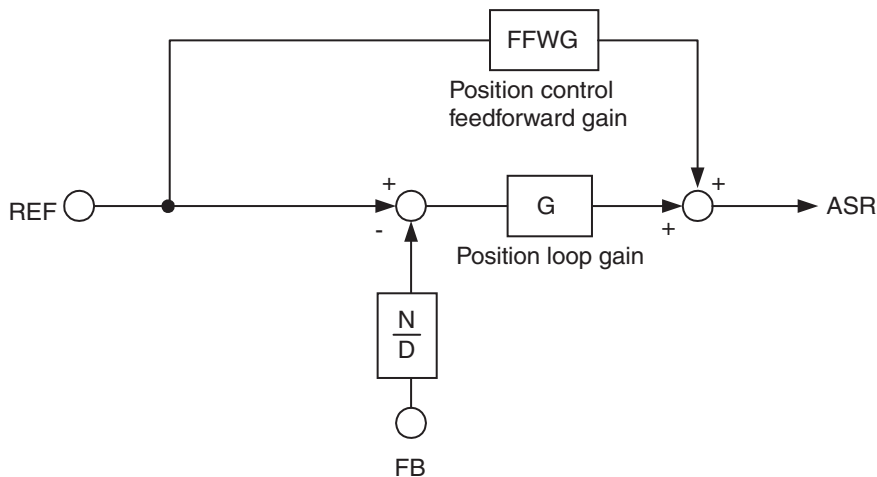 FFWG
Position control
feedforward gain
+
+
REF
G
ASR
-
+
Position loop gain
N
D
FB